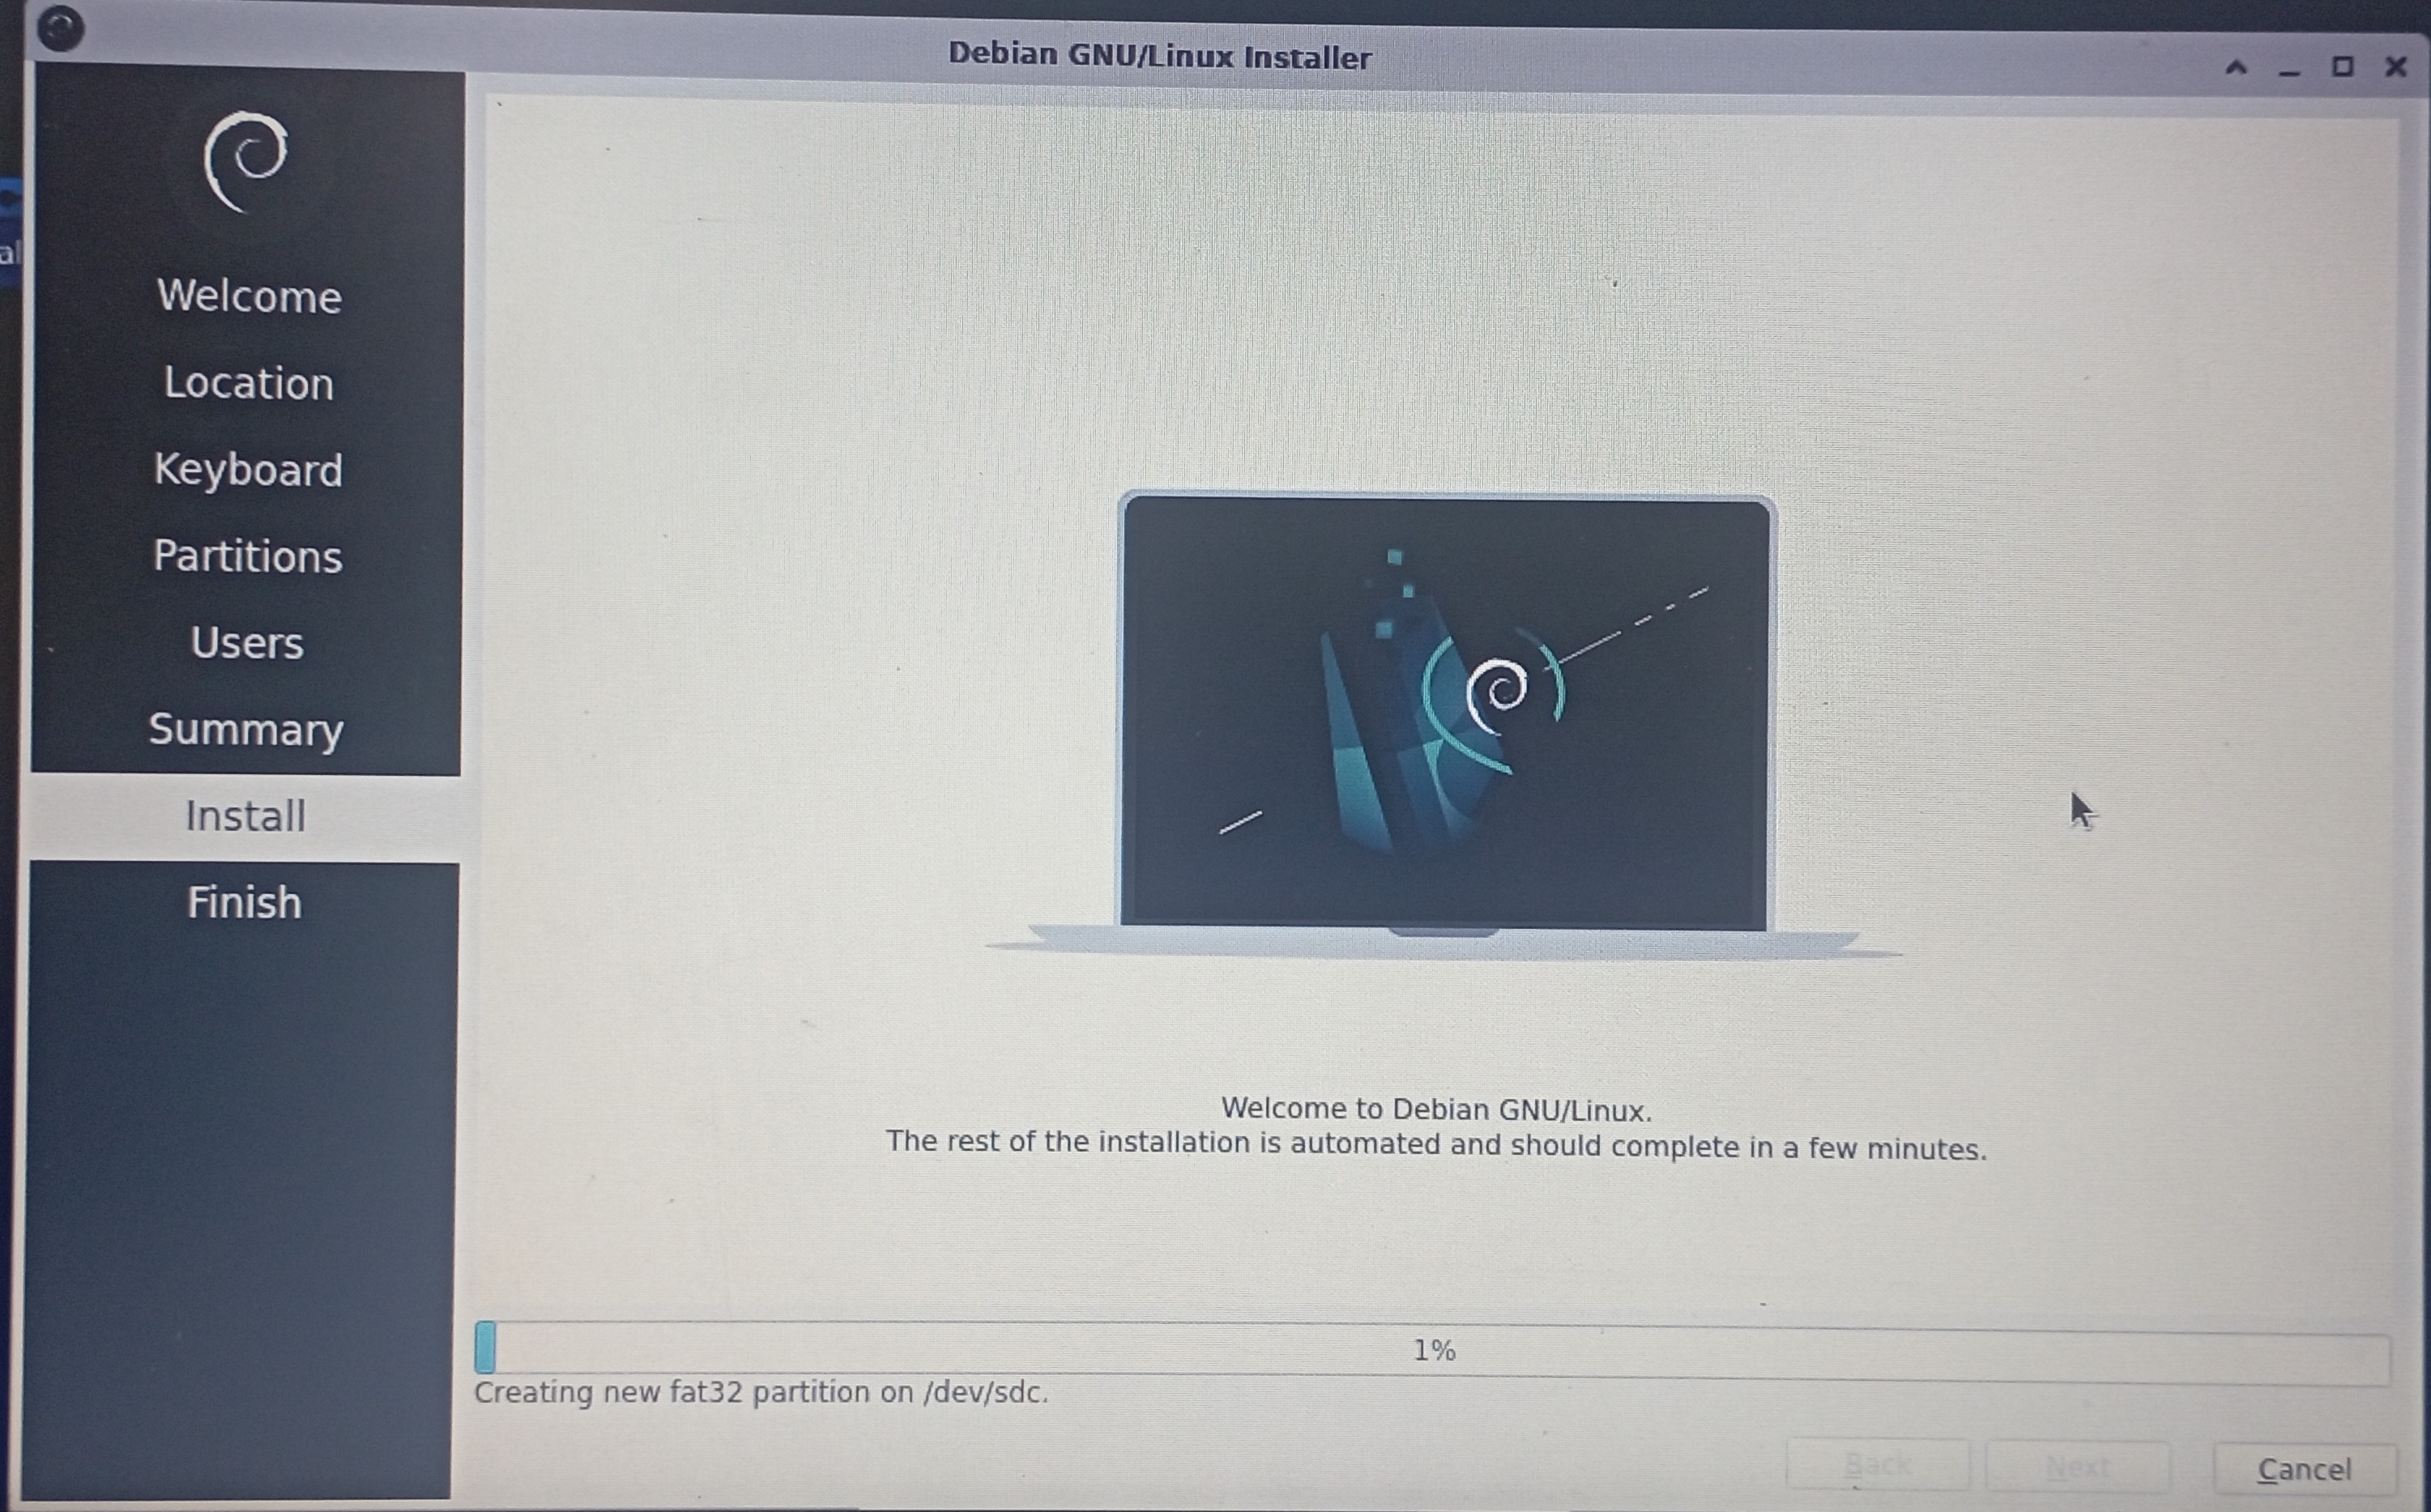 Debian GNU/Linux Installer
al
Welcome
Location
Keyboard
Partitions
Users
Summary
Install
Finish
Welcome to Debian GNU/Linux.
The rest of the installation is automated and should complete in a few minutes.
1%
Creating new fat32 partition on /dev/sdc.
Back
Next
Cancel